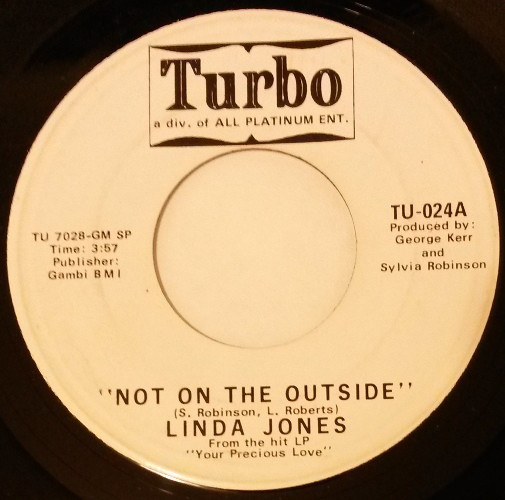 Turbo
a div. of ALL PLATINUM ENT.
TU 7028-GM SP
Time: 3:57
Publisher:
Gambi BMI
TU-024A
Produced by:
George Kerr
and
Sylvia Robinson
"NOT ON THE OUTSIDE"
(S. Robinson, L. Roberts)
LINDA JONES
From the hit LP
"Your Precious Love"